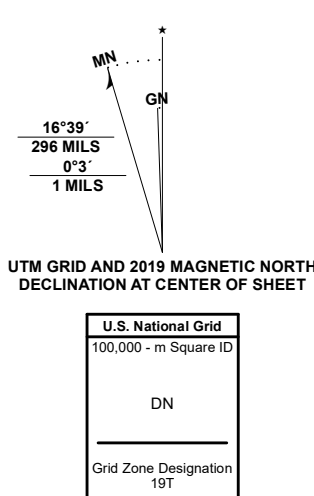 ★
MN
GN
16°39´
296 MILS
0°3´
1 MILS
UTM GRID AND 2019 MAGNETIC NORTH
DECLINATION AT CENTER OF SHEET
U.S. National Grid
100,000 - m Square ID
DN
Grid Zone Designation
19T